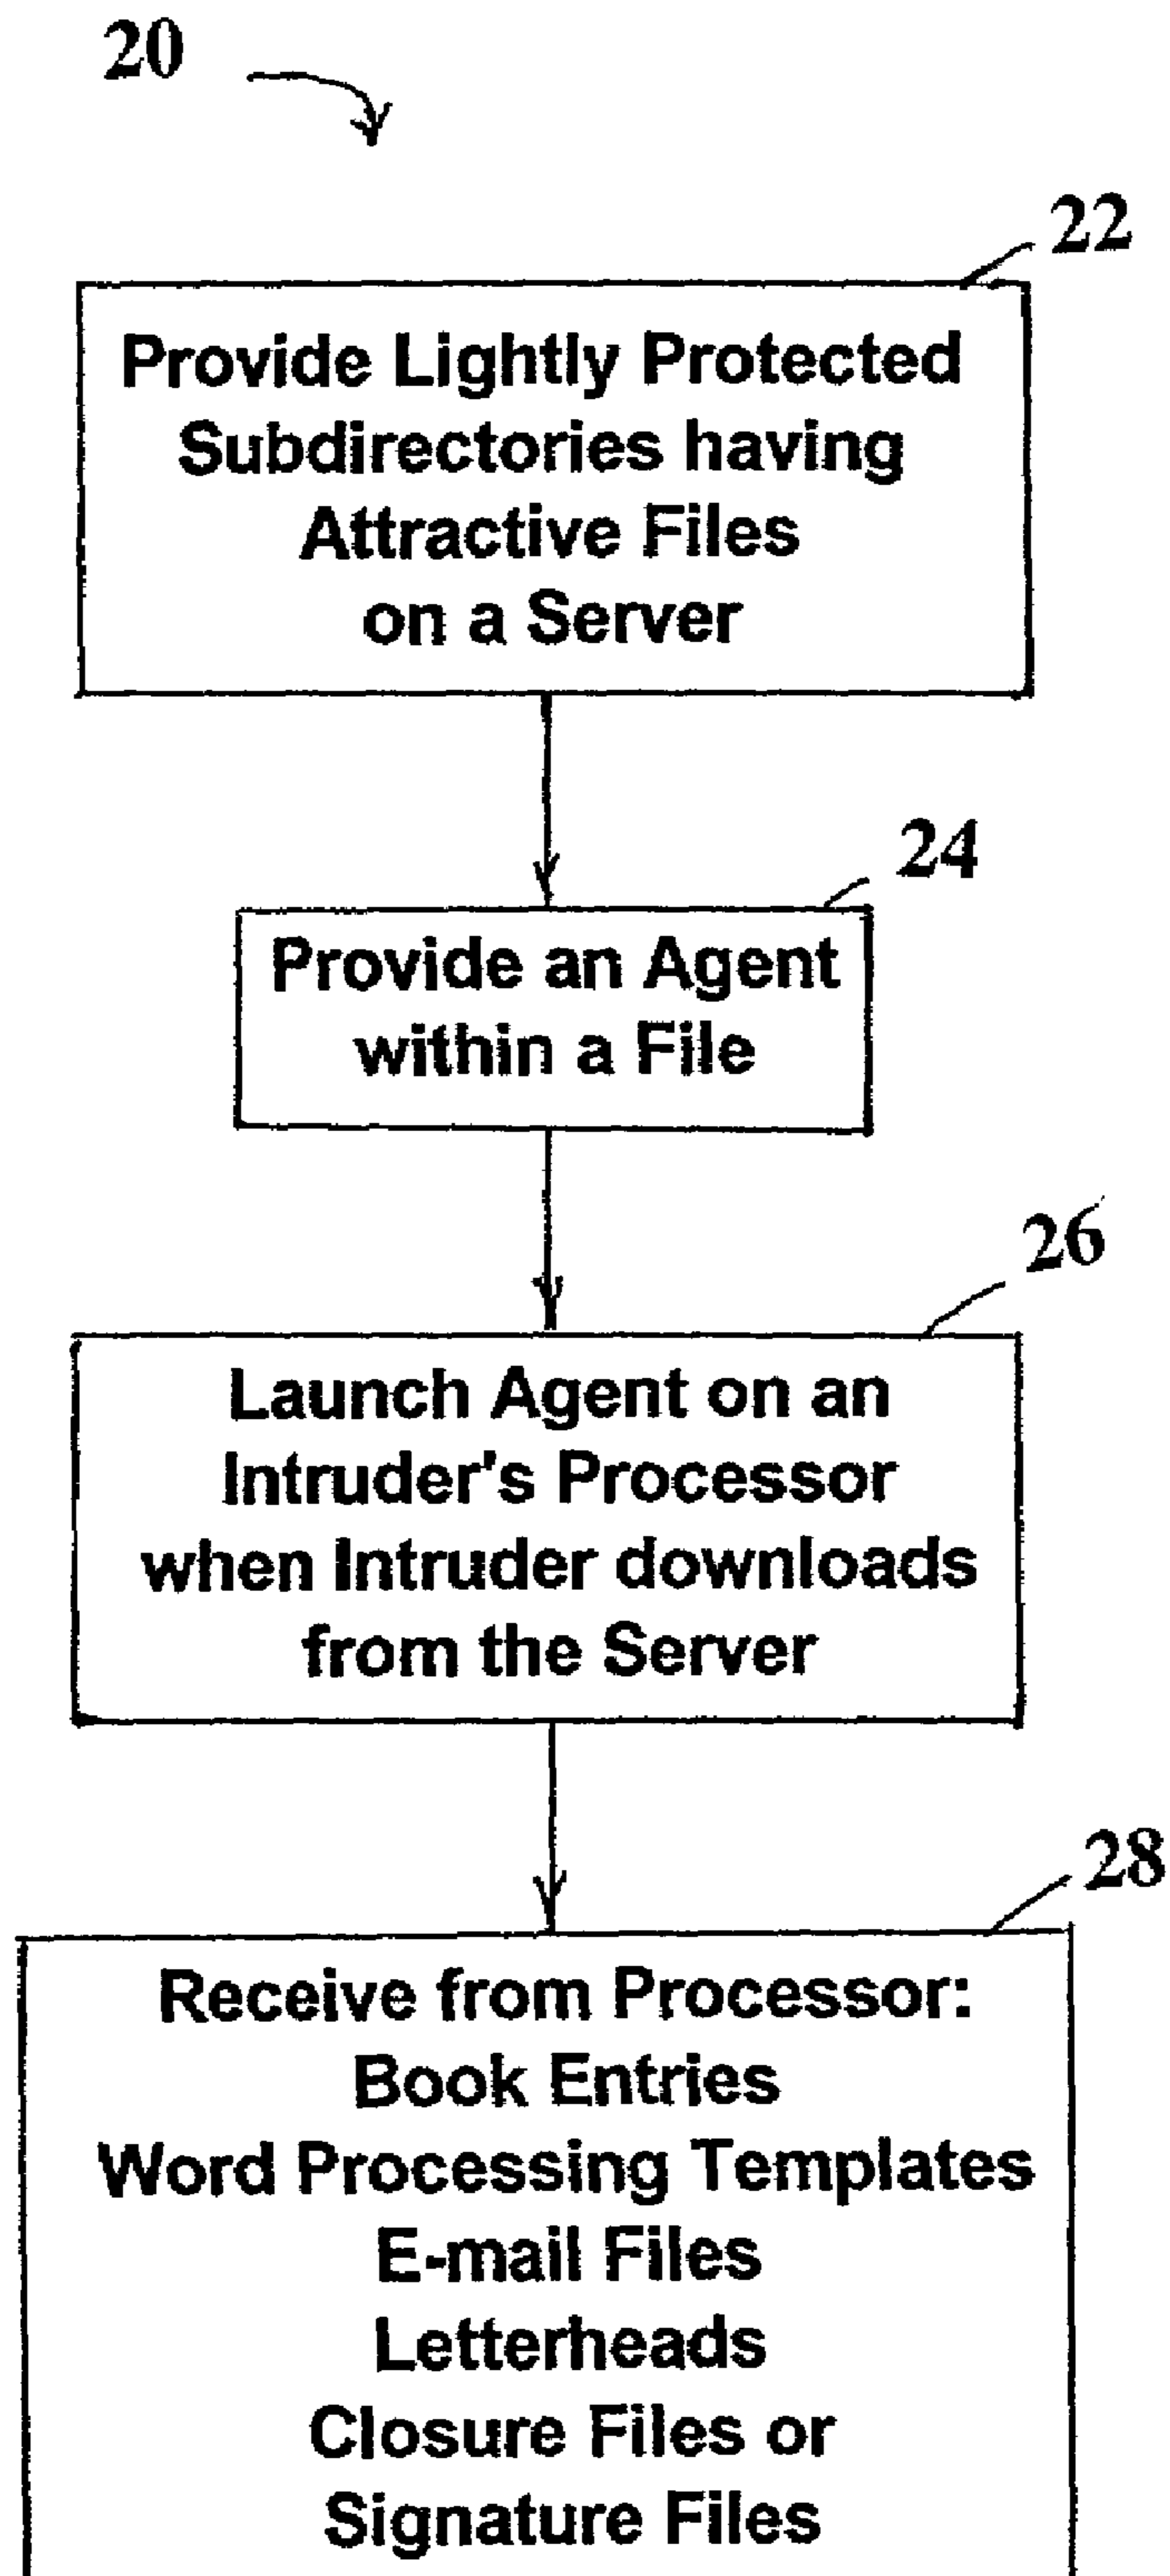 20
22
Provide Lightly Protected
Subdirectories having
Attractive Files
on a Server
24
Provide an Agent
within a File
26
Launch Agent on an
Intruder's Processor
when Intruder downloads
from the Server
28
Receive from Processor:
Book Entries
Word Processing Templates
E-mail Files
Letterheads
Closure Files or
Signature Files